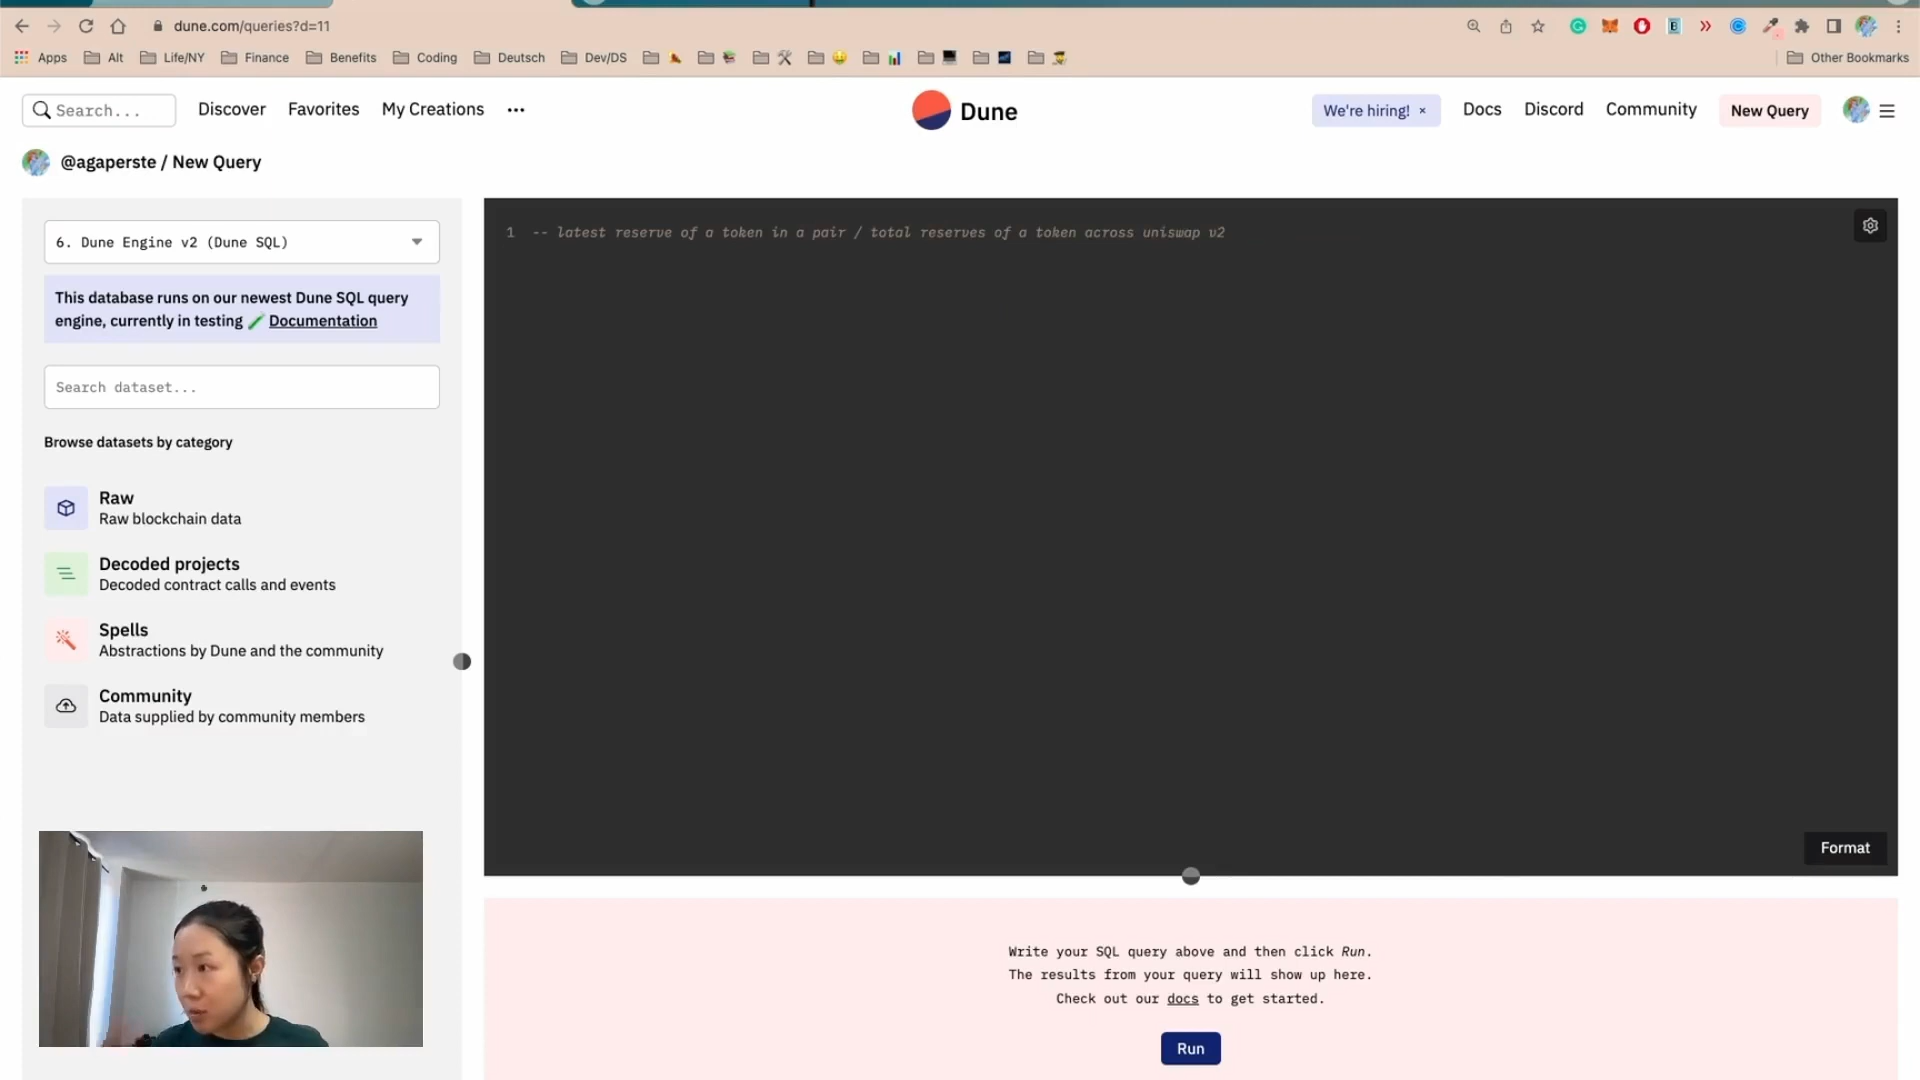 dune.com/queries?d=11
Apps
Alt
Life/NY
Finance
Benefits
Coding
Deutsch
Dev/DS
Other Bookmarks
Search...
Discover
Favorites
My Creations
Dune
We're hiring! ×
Docs
Discord
Community
New Query
@agaperste / New Query
6. Dune Engine v2 (Dune SQL)
This database runs on our newest Dune SQL query
engine, currently in testing Documentation
Search dataset...
Browse datasets by category
Raw
Raw blockchain data
Decoded projects
Decoded contract calls and events
Spells
Abstractions by Dune and the community
Community
Data supplied by community members
1 -- latest reserve of a token in a pair / total reserves of a token across uniswap v2
Format
Write your SQL query above and then click Run.
The results from your query will show up here.
Check out our docs to get started.
Run